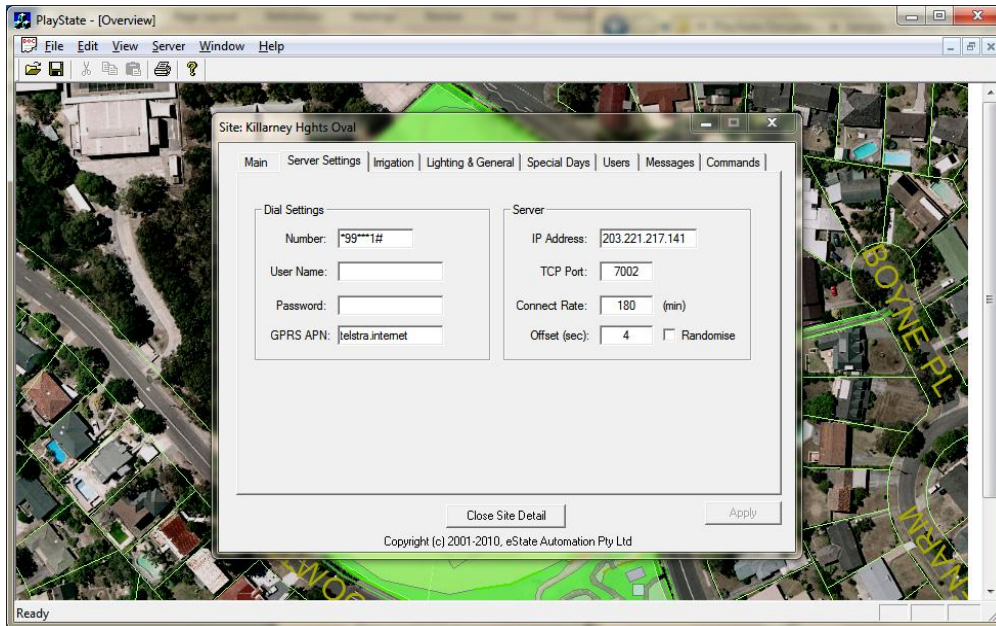 PlayState - [Overview]
File Edit View Server Window Help
Site: Killarney Hghts Oval
Main Server Settings Irrigation Lighting & General Special Days Users Messages Commands
Dial Settings
Number: *99***1#
User Name:
Password:
GPRS APN: telstra.internet
Server
IP Address: 203.221.217.141
TCP Port: 7002
Connect Rate: 180 (min)
Offset (sec): 4 Randomise
Close Site Detail
Apply
Copyright (c) 2001-2010, eState Automation Pty Ltd
BOYNE PL
Ready